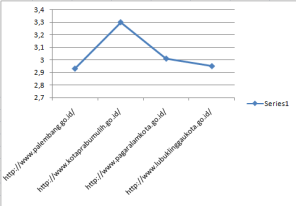 3,4
3,3
3,2
3,1
3
2,9
2,8
2,7
Series1
http://www.palembang.go.id/
http://www.kotaprabumulih.go.id/
http://www.pagaralamkota.go.id/
http://www.lubuklinggaukota.go.id/